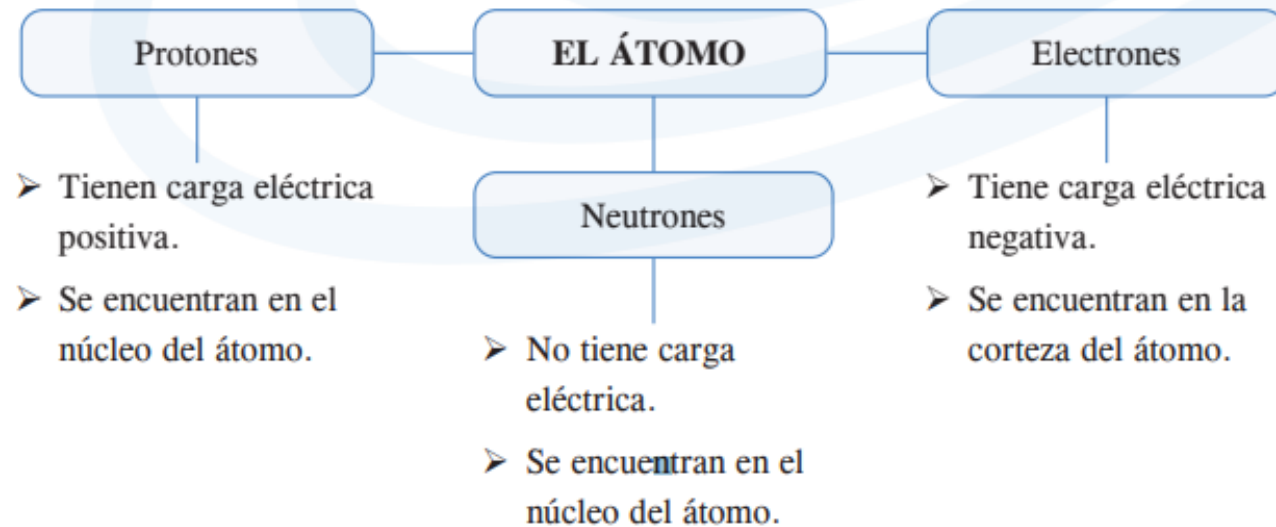 Protones
EL ÁTOMO
Electrones
➢ Tienen carga eléctrica
positiva.
➢ Se encuentran en el
núcleo del átomo.
Neutrones
➢ No tiene carga
eléctrica.
➢ Se encuentran en el
núcleo del átomo.
➢ Tiene carga eléctrica
negativa.
➢ Se encuentran en la
corteza del átomo.